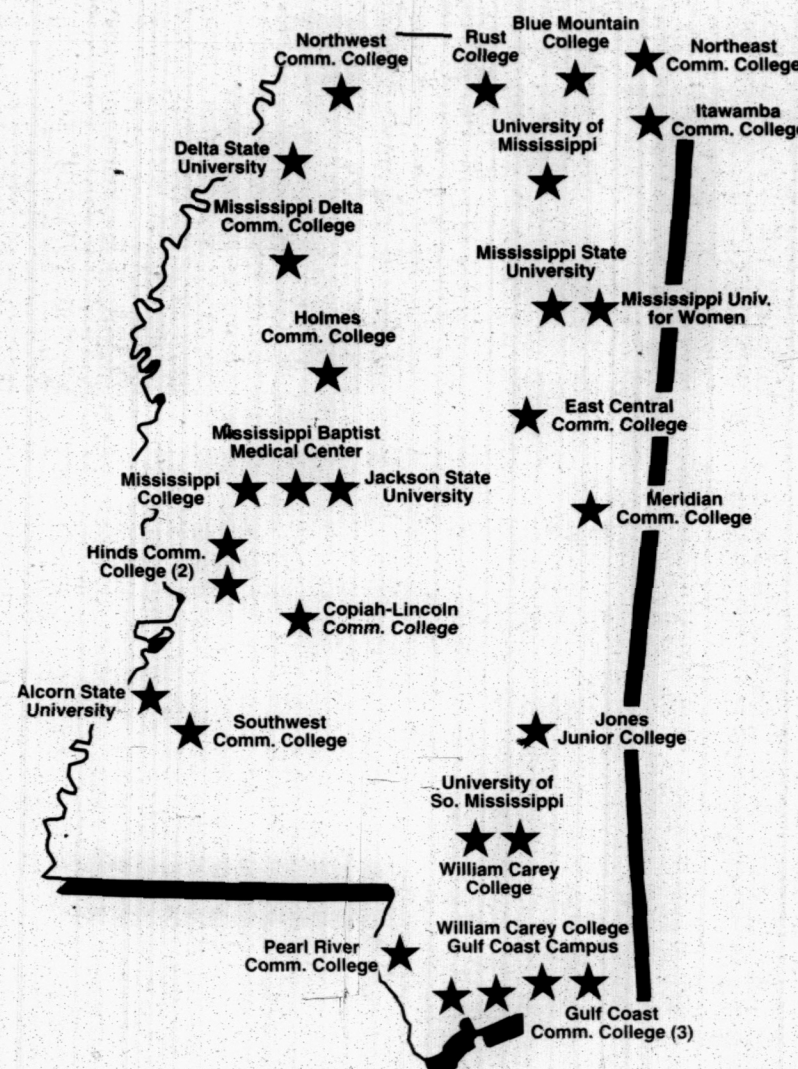 Blue Mountain
College
Northwest
Comm. College
Rust
College
Northeast
Comm. College
Itawamba
Comm. College
University of
Mississippi
Delta State
University
Mississippi Delta
Comm. College
Mississippi State
University
Mississippi Univ.
for Women
Holmes
Comm. College
East Central
Comm. College
Mississippi Baptist
Medical Center
Mississippi
College
Jackson State
University
Meridian
Comm. College
Hinds Comm.
College (2)
Copiah-Lincoln
Comm. College
Alcorn State
University
Southwest
Comm. College
Jones
Junior College
University of
So. Mississippi
William Carey
College
William Carey College
Gulf Coast Campus
Pearl River
Comm. College
Gulf Coast
Comm. College (3)